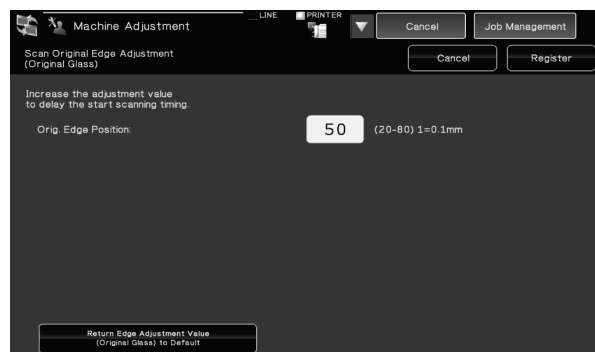 Machine Adjustment
LINE
PRINTER
Cancel
Job Management
Scan Original Edge Adjustment
(Original Glass)
Cancel
Register
Increase the adjustment value
to delay the start scanning timing.
Orig. Edge Position:
50
(20-80) 1=0.1mm
Return Edge Adjustment Value
(Original Glass) to Default